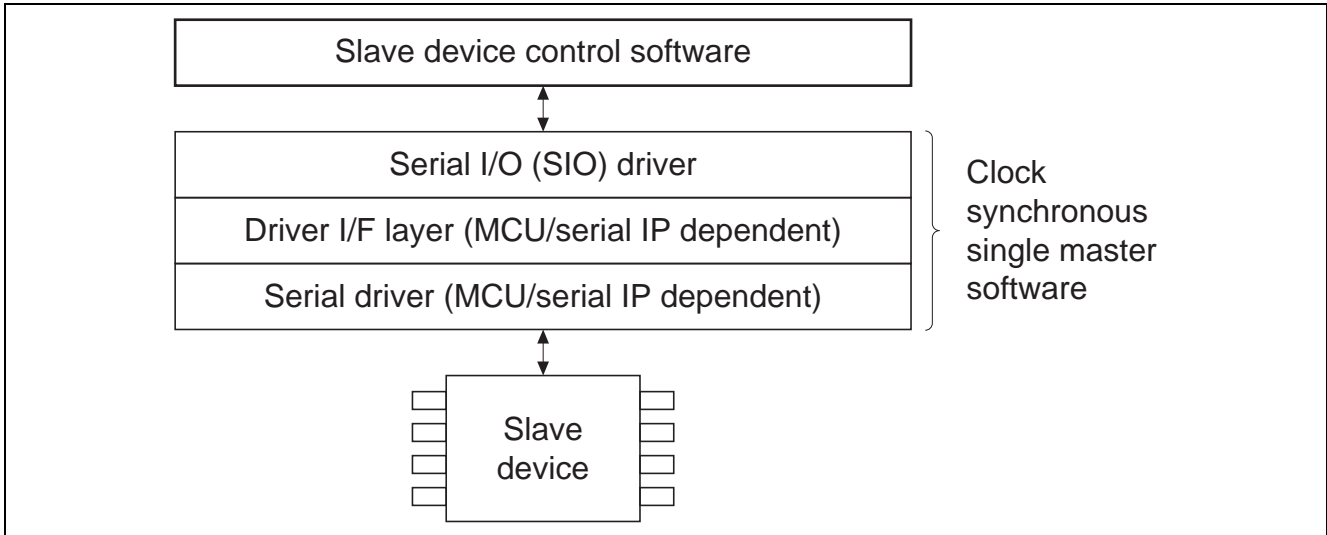 Slave device control software
Serial I/O (SIO) driver
Driver I/F layer (MCU/serial IP dependent)
Serial driver (MCU/serial IP dependent)
Clock
synchronous
single master
software
Slave
device